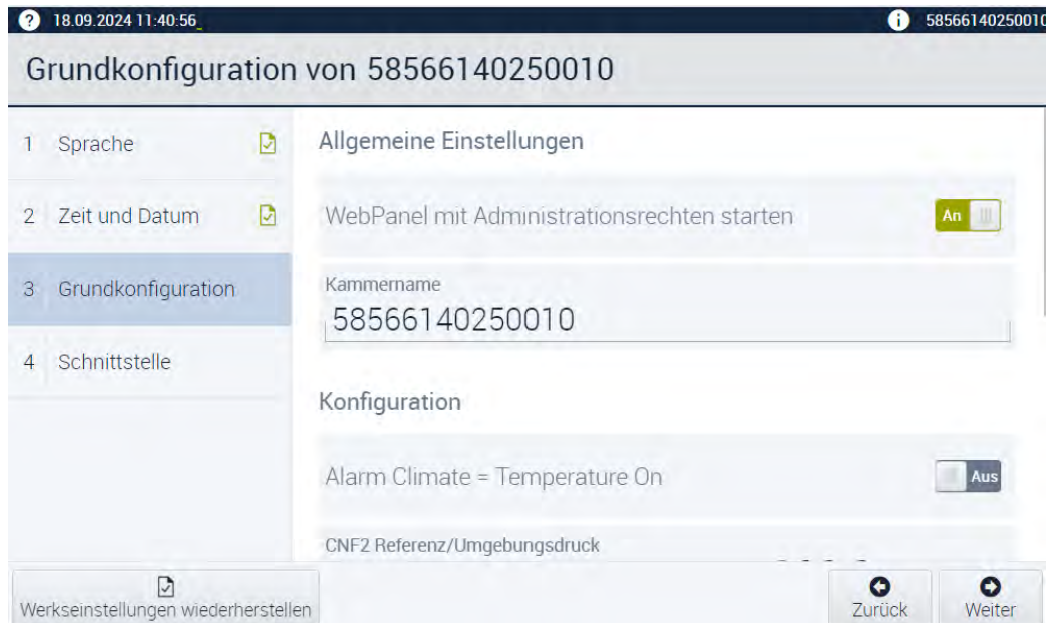 ? 18.09.2024 11:40:56_
i 58566140250010
Grundkonfiguration von 58566140250010
1 Sprache
2 Zeit und Datum
3 Grundkonfiguration
4 Schnittstelle
Allgemeine Einstellungen
WebPanel mit Administrationsrechten starten
An
Kammername
58566140250010
Konfiguration
Alarm Climate = Temperature On
Aus
CNF2 Referenz/Umgebungsdruck
Werkseinstellungen wiederherstellen
Zurück
Weiter